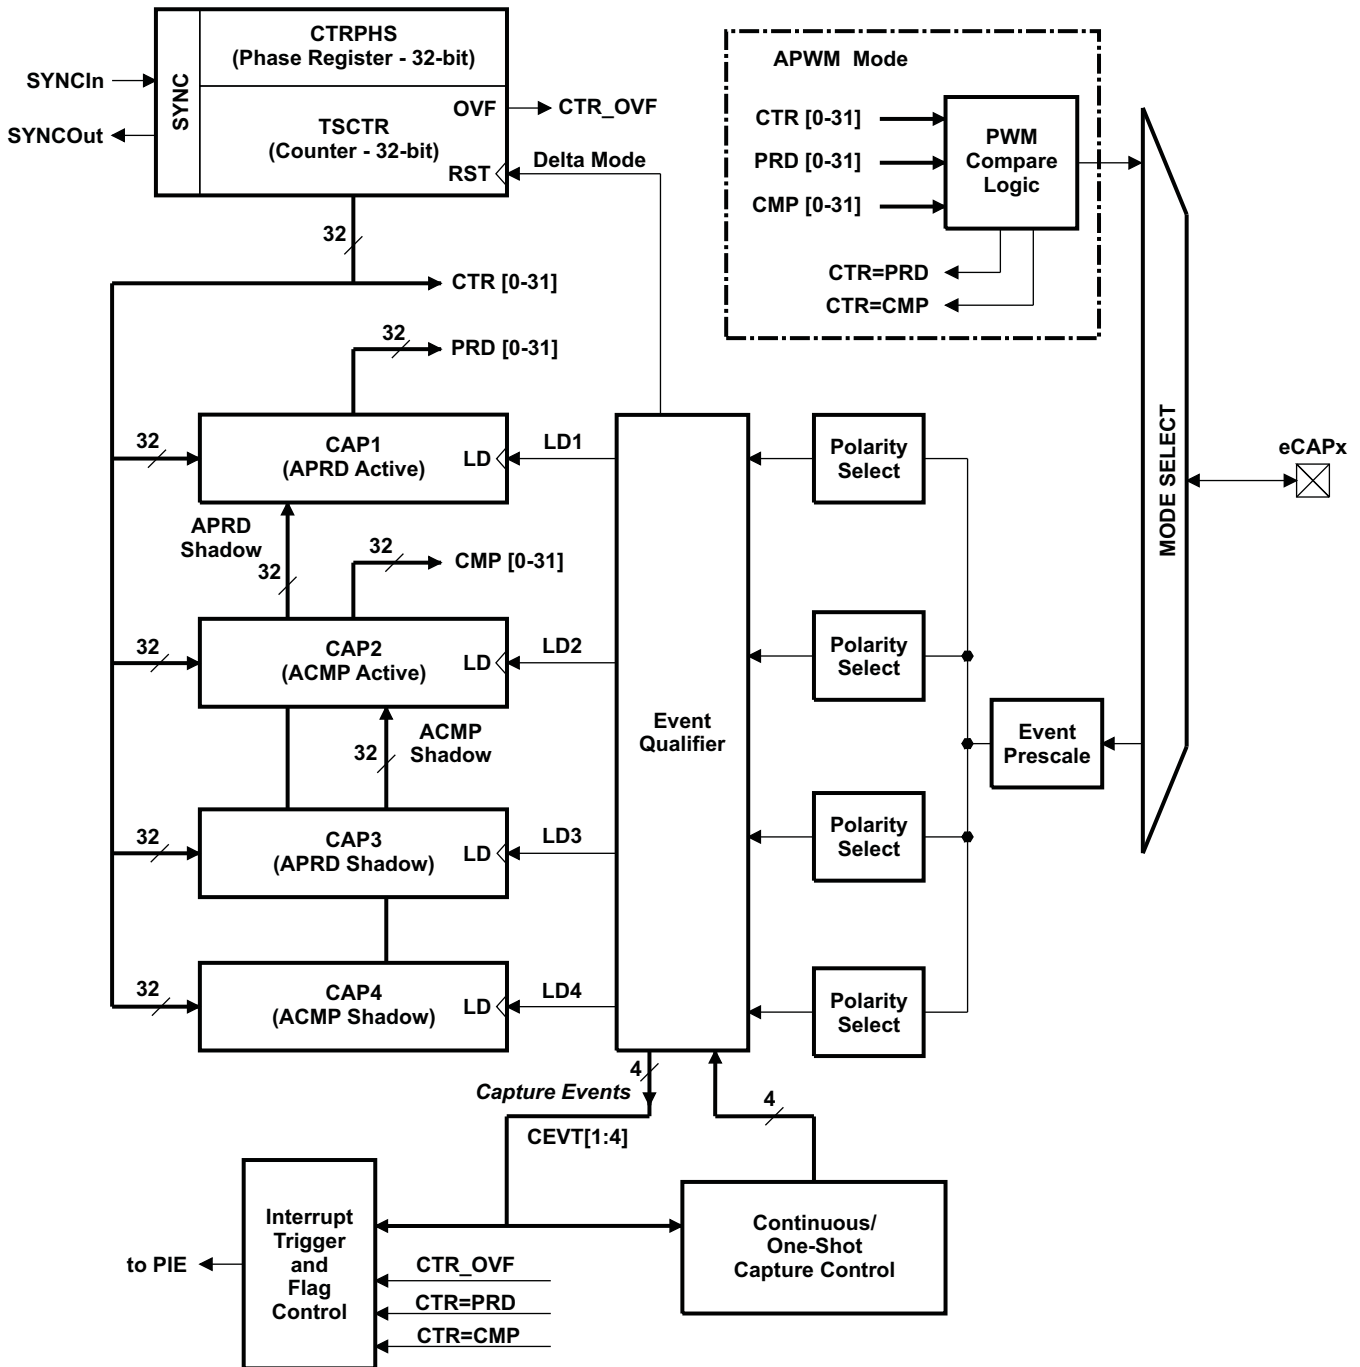 CTRPHS
(Phase Register - 32-bit)
SYNC
SYNCIn
SYNCOut
OVF
CTR_OVF
TSCTR
(Counter - 32-bit)
RST
Delta Mode
APWM Mode
CTR [0-31]
PRD [0-31]
CMP [0-31]
PWM
Compare
Logic
CTR=PRD
CTR=CMP
32
CTR [0-31]
32
PRD [0-31]
32
CAP1
(APRD Active)
LD
LD1
Polarity
Select
MODE SELECT
eCAPx
APRD
Shadow
32
32
CMP [0-31]
32
CAP2
(ACMP Active)
LD
LD2
Polarity
Select
ACMP
Shadow
32
Event
Qualifier
Event
Prescale
32
CAP3
(APRD Shadow)
LD
LD3
Polarity
Select
32
CAP4
(ACMP Shadow)
LD
LD4
Polarity
Select
4
Capture Events
CEVT[1:4]
4
Interrupt
Trigger
and
Flag
Control
to PIE
CTR_OVF
CTR=PRD
CTR=CMP
Continuous/
One-Shot
Capture Control